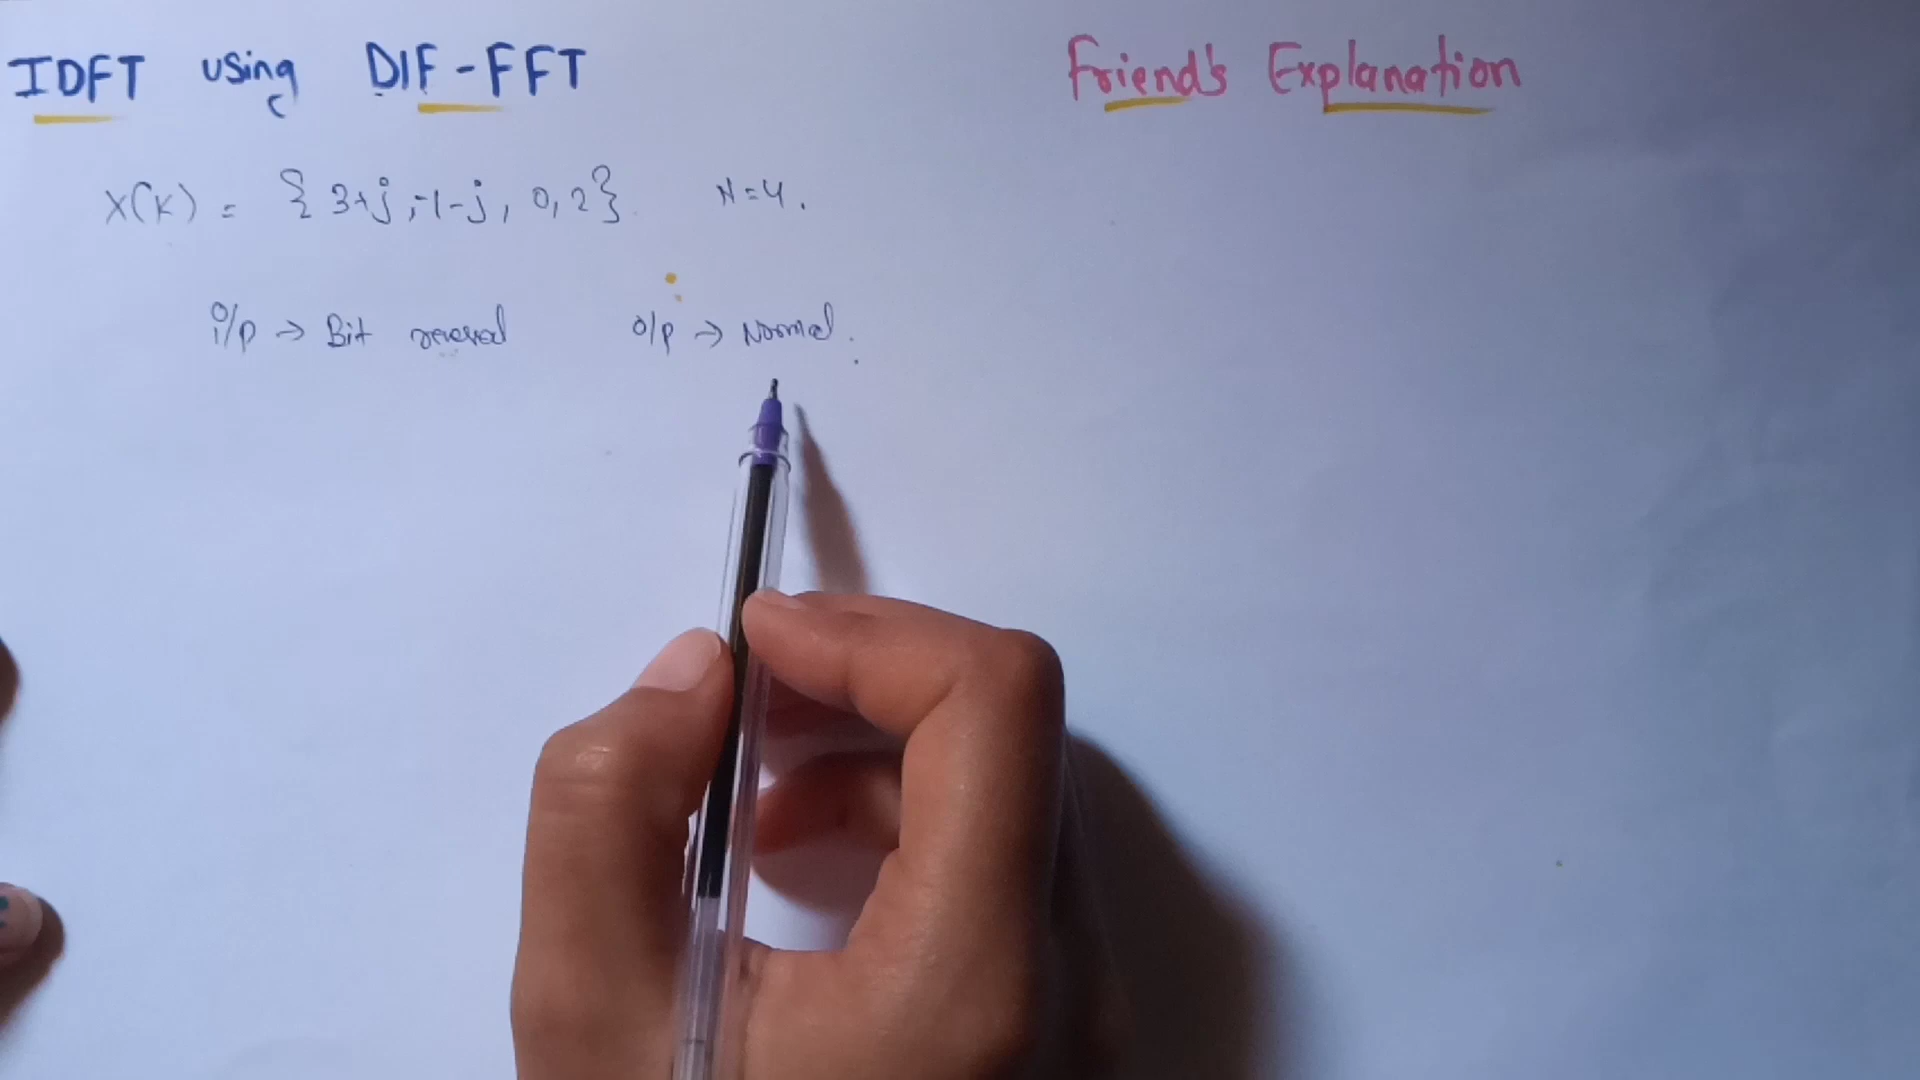 IDFT using DIF-FFT
Friend's Explanation
X(K) = {3+j, -1-j, 0, 2} N=4.
i/p → Bit reversal
o/p → Normal.